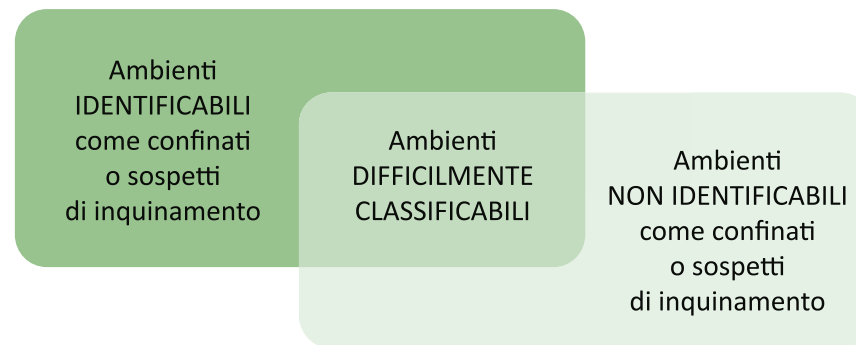 Ambienti
IDENTIFICABILI
come confinati
o sospetti
di inquinamento
Ambienti
DIFFICILMENTE
CLASSIFICABILI
Ambienti
NON IDENTIFICABILI
come confinati
o sospetti
di inquinamento